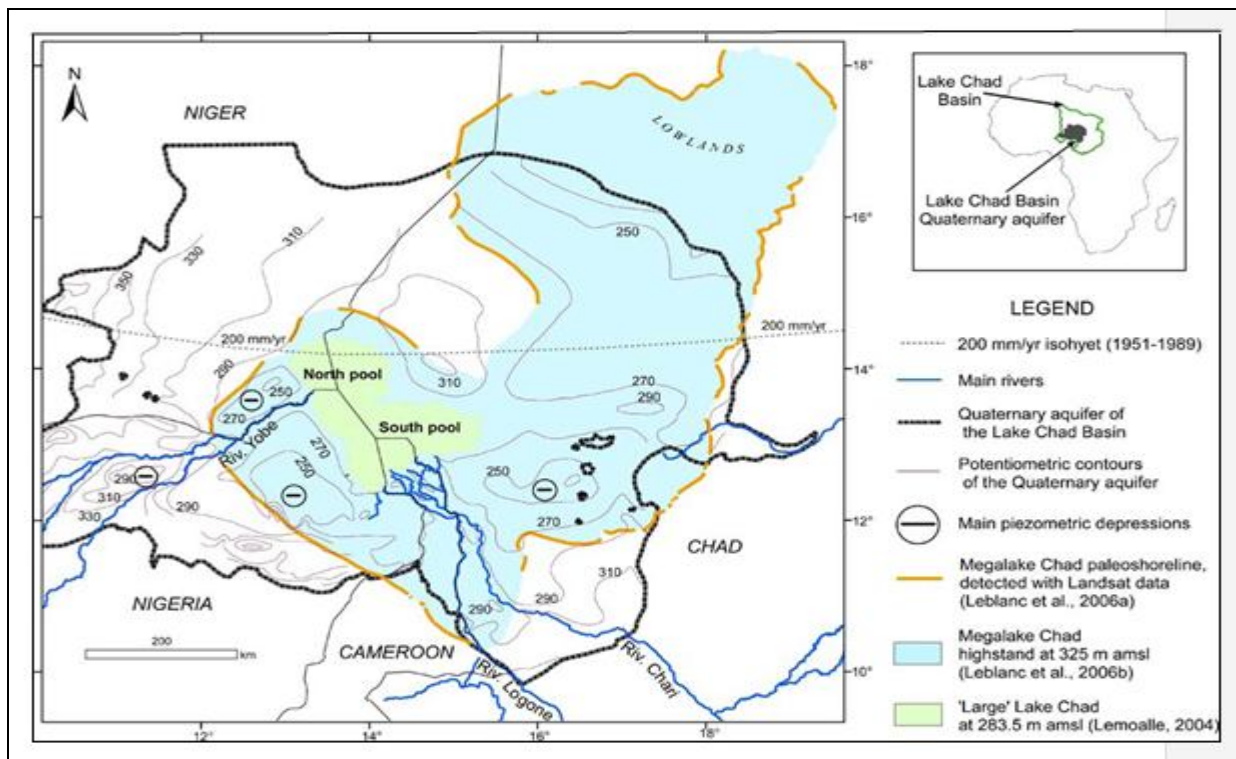 N
NIGER
LOWLANDS
18°
16°
14°
12°
10°
12°
14°
16°
18°
350
330
310
250
200 mm/yr
200 mm/yr
290
North pool
310
270
290
250
270
South pool
Riv. Yobe
270
250
250
290
310
330
290
270
CHAD
310
290
290
NIGERIA
200
km
CAMEROON
Riv. Logone
Riv. Chari
Lake Chad
Basin
Lake Chad Basin
Quaternary aquifer
LEGEND
200 mm/yr isohyet (1951-1989)
Main rivers
Quaternary aquifer of
the Lake Chad Basin
Potentiometric contours
of the Quaternary aquifer
Main piezometric depressions
Megalake Chad paleoshoreline,
detected with Landsat data
(Leblanc et al., 2006a)
Megalake Chad
highstand at 325 m amsl
(Leblanc et al., 2006b)
'Large' Lake Chad
at 283.5 m amsl (Lemoalle, 2004)